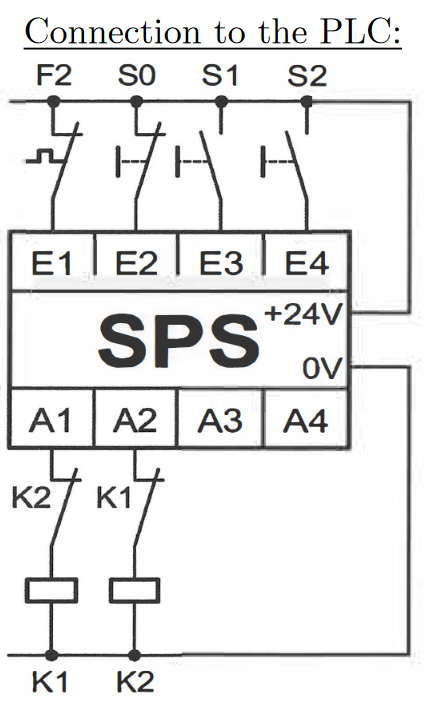 Connection to the PLC:
F2 S0 S1 S2
E1 E2 E3 E4
+24V
SPS
0V
A1 A2 A3 A4
K2 K1
K1 K2